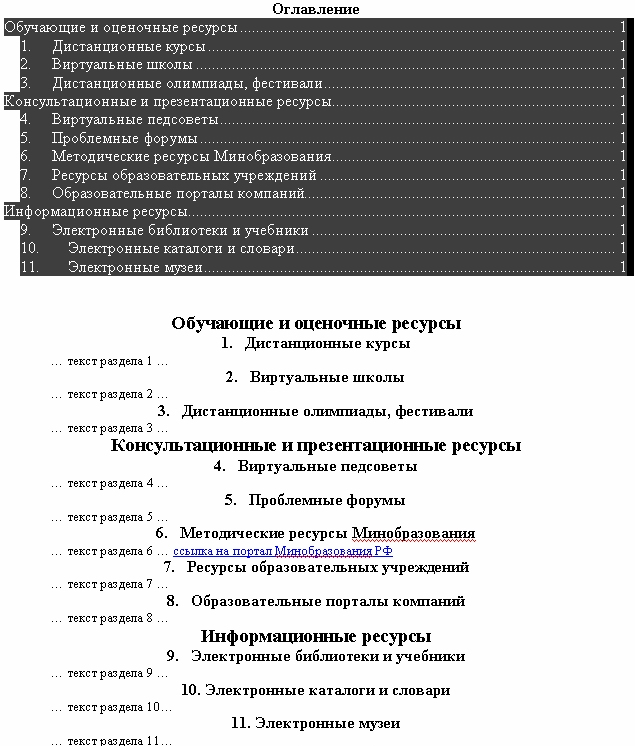 Оглавление
Обучающие и оценочные ресурсы ........ 1
1. Дистанционные курсы ........ 1
2. Виртуальные школы ........ 1
3. Дистанционные олимпиады, фестивали ........ 1
Консультационные и презентационные ресурсы ........ 1
4. Виртуальные педсоветы ........ 1
5. Проблемные форумы ........ 1
6. Методические ресурсы Минобразования ........ 1
7. Ресурсы образовательных учреждений ........ 1
8. Образовательные порталы компаний ........ 1
Информационные ресурсы ........ 1
9. Электронные библиотеки и учебники ........ 1
10. Электронные каталоги и словари ........ 1
11. Электронные музеи ........ 1
Обучающие и оценочные ресурсы
1. Дистанционные курсы
... текст раздела 1 ...
2. Виртуальные школы
... текст раздела 2 ...
3. Дистанционные олимпиады, фестивали
... текст раздела 3 ...
Консультационные и презентационные ресурсы
4. Виртуальные педсоветы
... текст раздела 4 ...
5. Проблемные форумы
... текст раздела 5 ...
6. Методические ресурсы Минобразования
... текст раздела 6 ... ссылка на портал Минобразования РФ
7. Ресурсы образовательных учреждений
... текст раздела 7 ...
8. Образовательные порталы компаний
... текст раздела 8 ...
Информационные ресурсы
9. Электронные библиотеки и учебники
... текст раздела 9 ...
10. Электронные каталоги и словари
... текст раздела 10...
11. Электронные музеи
... текст раздела 11...